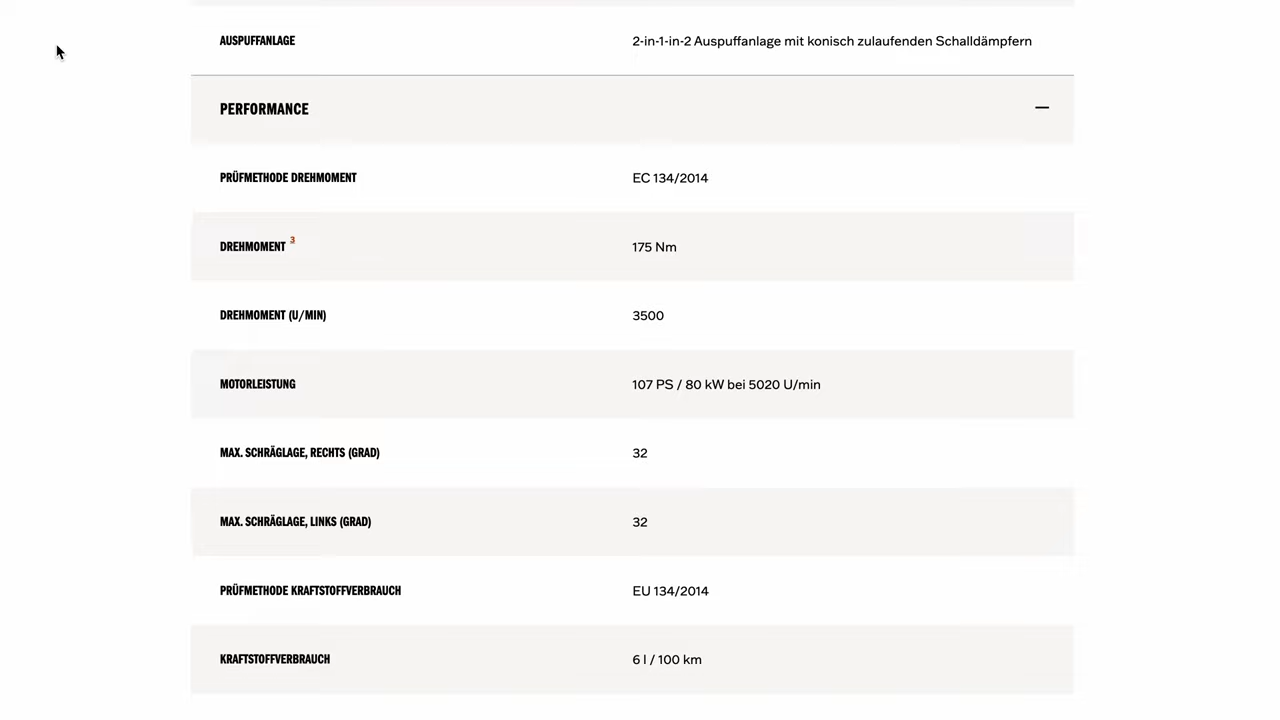 AUSPUFFANLAGE 2-in-1-in-2 Auspuffanlage mit konisch zulaufenden Schalldämpfern
PERFORMANCE
PRÜFMETHODE DREHMOMENT EC 134/2014
DREHMOMENT 3 175 Nm
DREHMOMENT (U/MIN) 3500
MOTORLEISTUNG 107 PS / 80 kW bei 5020 U/min
MAX. SCHRÄGLAGE, RECHTS (GRAD) 32
MAX. SCHRÄGLAGE, LINKS (GRAD) 32
PRÜFMETHODE KRAFTSTOFFVERBRAUCH EU 134/2014
KRAFTSTOFFVERBRAUCH 6 l / 100 km